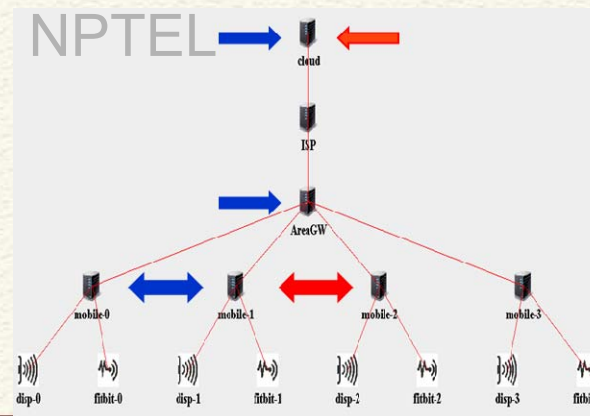 NPTEL
cloud
ISP
AreaGW
mobile-0 mobile-1 mobile-2 mobile-3
disp-0 fitbit-0 disp-1 fitbit-1 disp-2 fitbit-2 disp-3 fitbit